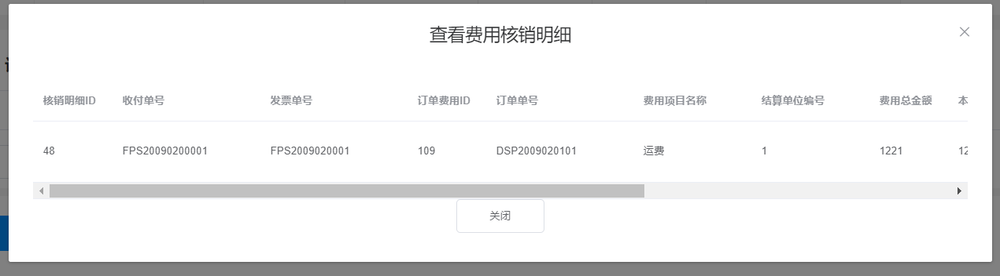 查看费用核销明细
核销明细ID 收付单号 发票单号 订单费用ID 订单单号 费用项目名称 结算单位编号 费用总金额 本
48 FPS20090200001 FPS2009020001 109 DSP2009020101 运费 1 1221 12
关闭